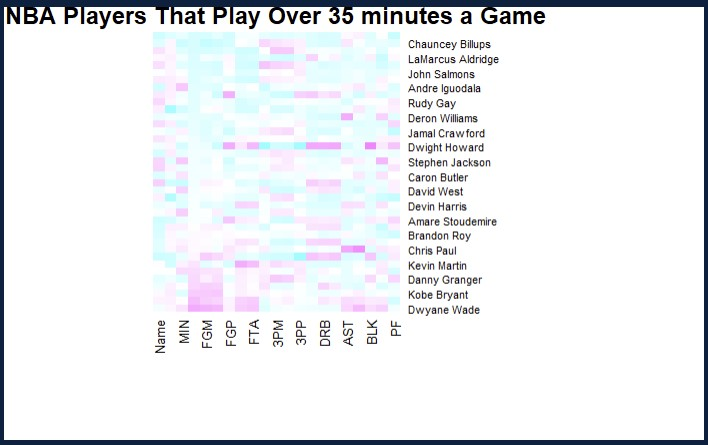 NBA Players That Play Over 35 minutes a Game
Chauncey Billups
LaMarcus Aldridge
John Salmons
Andre Iguodala
Rudy Gay
Deron Williams
Jamal Crawford
Dwight Howard
Stephen Jackson
Caron Butler
David West
Devin Harris
Amare Stoudemire
Brandon Roy
Chris Paul
Kevin Martin
Danny Granger
Kobe Bryant
Dwyane Wade
Name
MIN
FGM
FGP
FTA
3PM
3PP
DRB
AST
BLK
PF